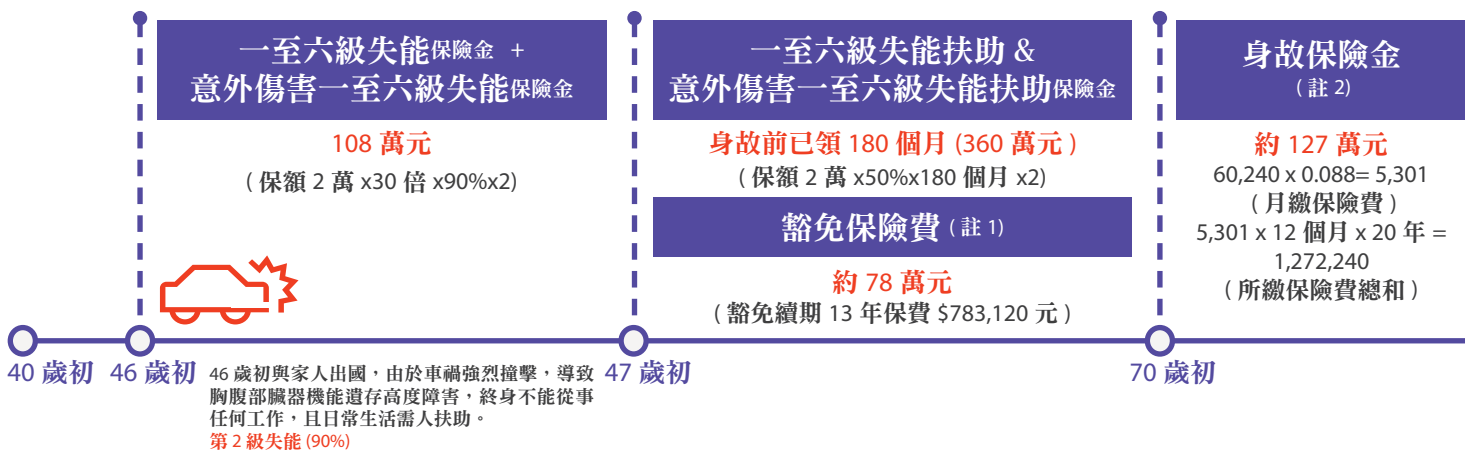 一至六級失能保險金 +
意外傷害一至六級失能保險金
108 萬元
( 保額 2 萬 x30 倍 x90%x2)
一至六級失能扶助 &
意外傷害一至六級失能扶助保險金
身故前已領 180 個月 (360 萬元 )
( 保額 2 萬 x50%x180 個月 x2)
豁免保險費 ( 註 1)
約 78 萬元
( 豁免續期 13 年保費 $783,120 元 )
身故保險金
( 註 2)
約 127 萬元
60,240 x 0.088= 5,301
( 月繳保險費 )
5,301 x 12 個月 x 20 年 =
1,272,240
( 所繳保險費總和 )
40 歲初
46 歲初
46 歲初與家人出國，由於車禍強烈撞擊，導致
胸腹部臟器機能遺存高度障害，終身不能從事
任何工作，且日常生活需人扶助。
第 2 級失能 (90%)
47 歲初
70 歲初